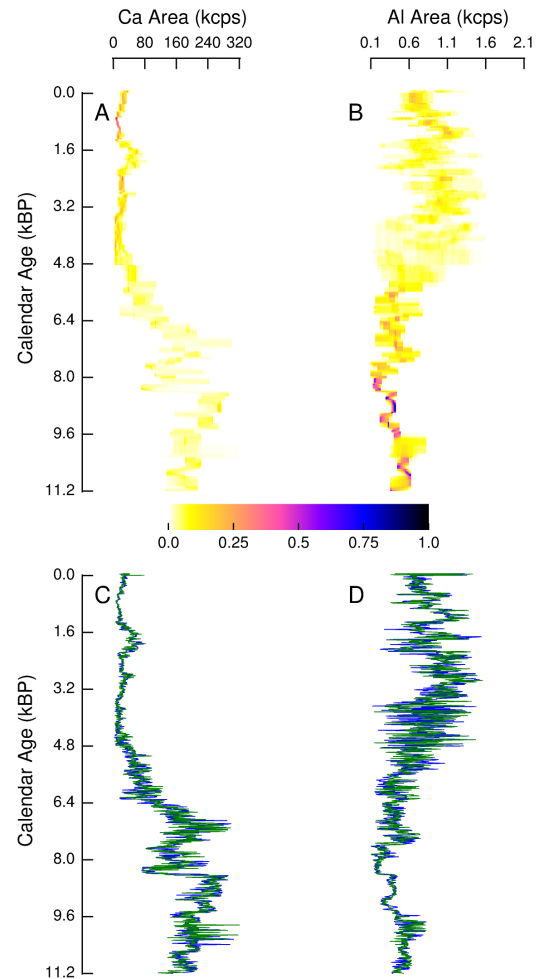 Ca Area (kcps) Al Area (kcps)
0 80 160 240 320 0.1 0.6 1.1 1.6 2.1
A B
Calendar Age (kBP)
0.0
1.6
3.2
4.8
6.4
8.0
9.6
11.2
0.0 0.25 0.5 0.75 1.0
C D
Calendar Age (kBP)
0.0
1.6
3.2
4.8
6.4
8.0
9.6
11.2